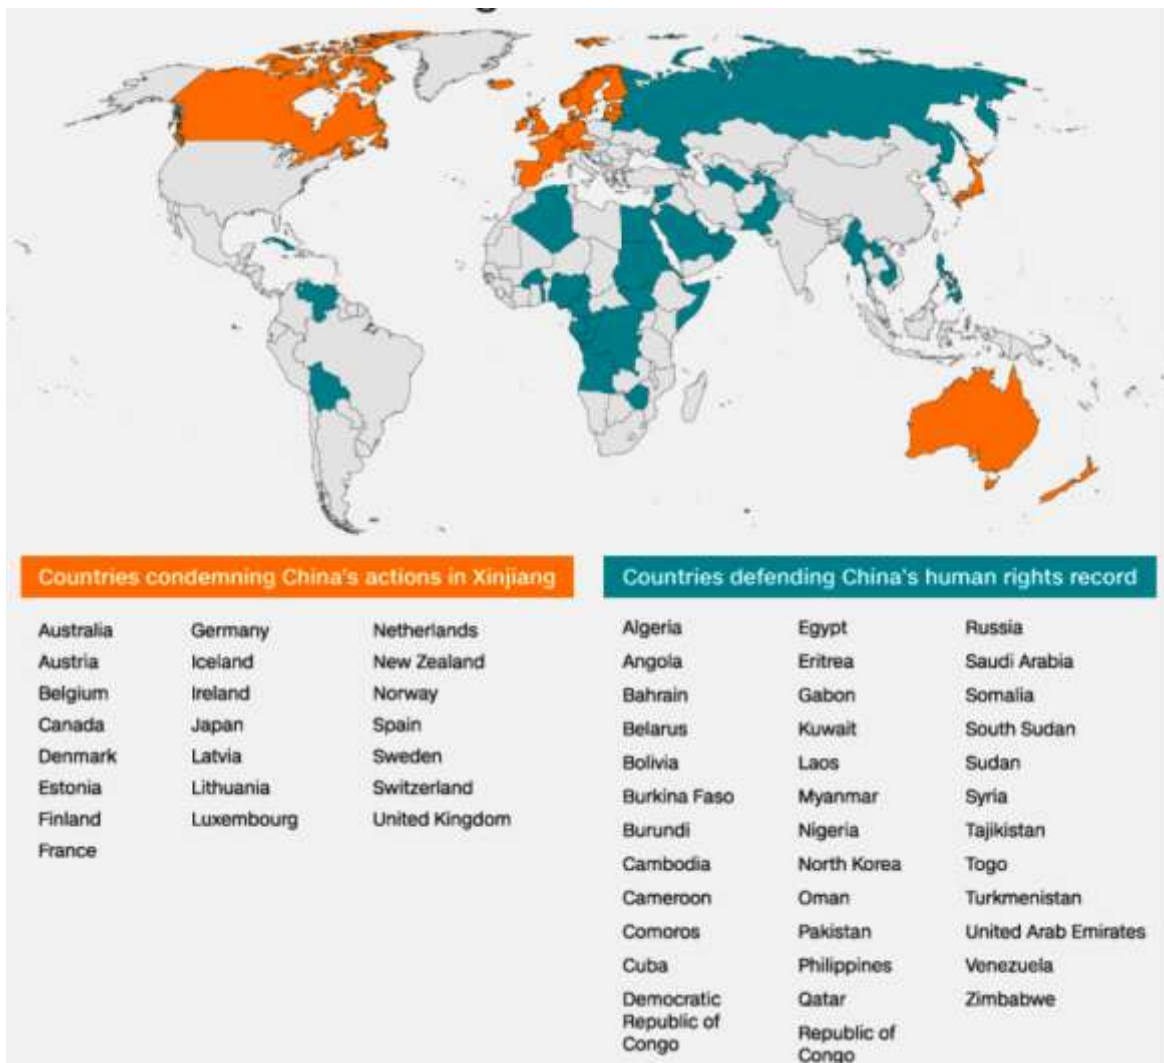 Countries condemning China's actions in Xinjiang
Australia
Austria
Belgium
Canada
Denmark
Estonia
Finland
France
Germany
Iceland
Ireland
Japan
Latvia
Lithuania
Luxembourg
Netherlands
New Zealand
Norway
Spain
Sweden
Switzerland
United Kingdom
Countries defending China's human rights record
Algeria
Angola
Bahrain
Belarus
Bolivia
Burkina Faso
Burundi
Cambodia
Cameroon
Comoros
Cuba
Democratic
Republic of
Congo
Egypt
Eritrea
Gabon
Kuwait
Laos
Myanmar
Nigeria
North Korea
Oman
Pakistan
Philippines
Qatar
Republic of
Congo
Russia
Saudi Arabia
Somalia
South Sudan
Sudan
Syria
Tajikistan
Togo
Turkmenistan
United Arab Emirates
Venezuela
Zimbabwe